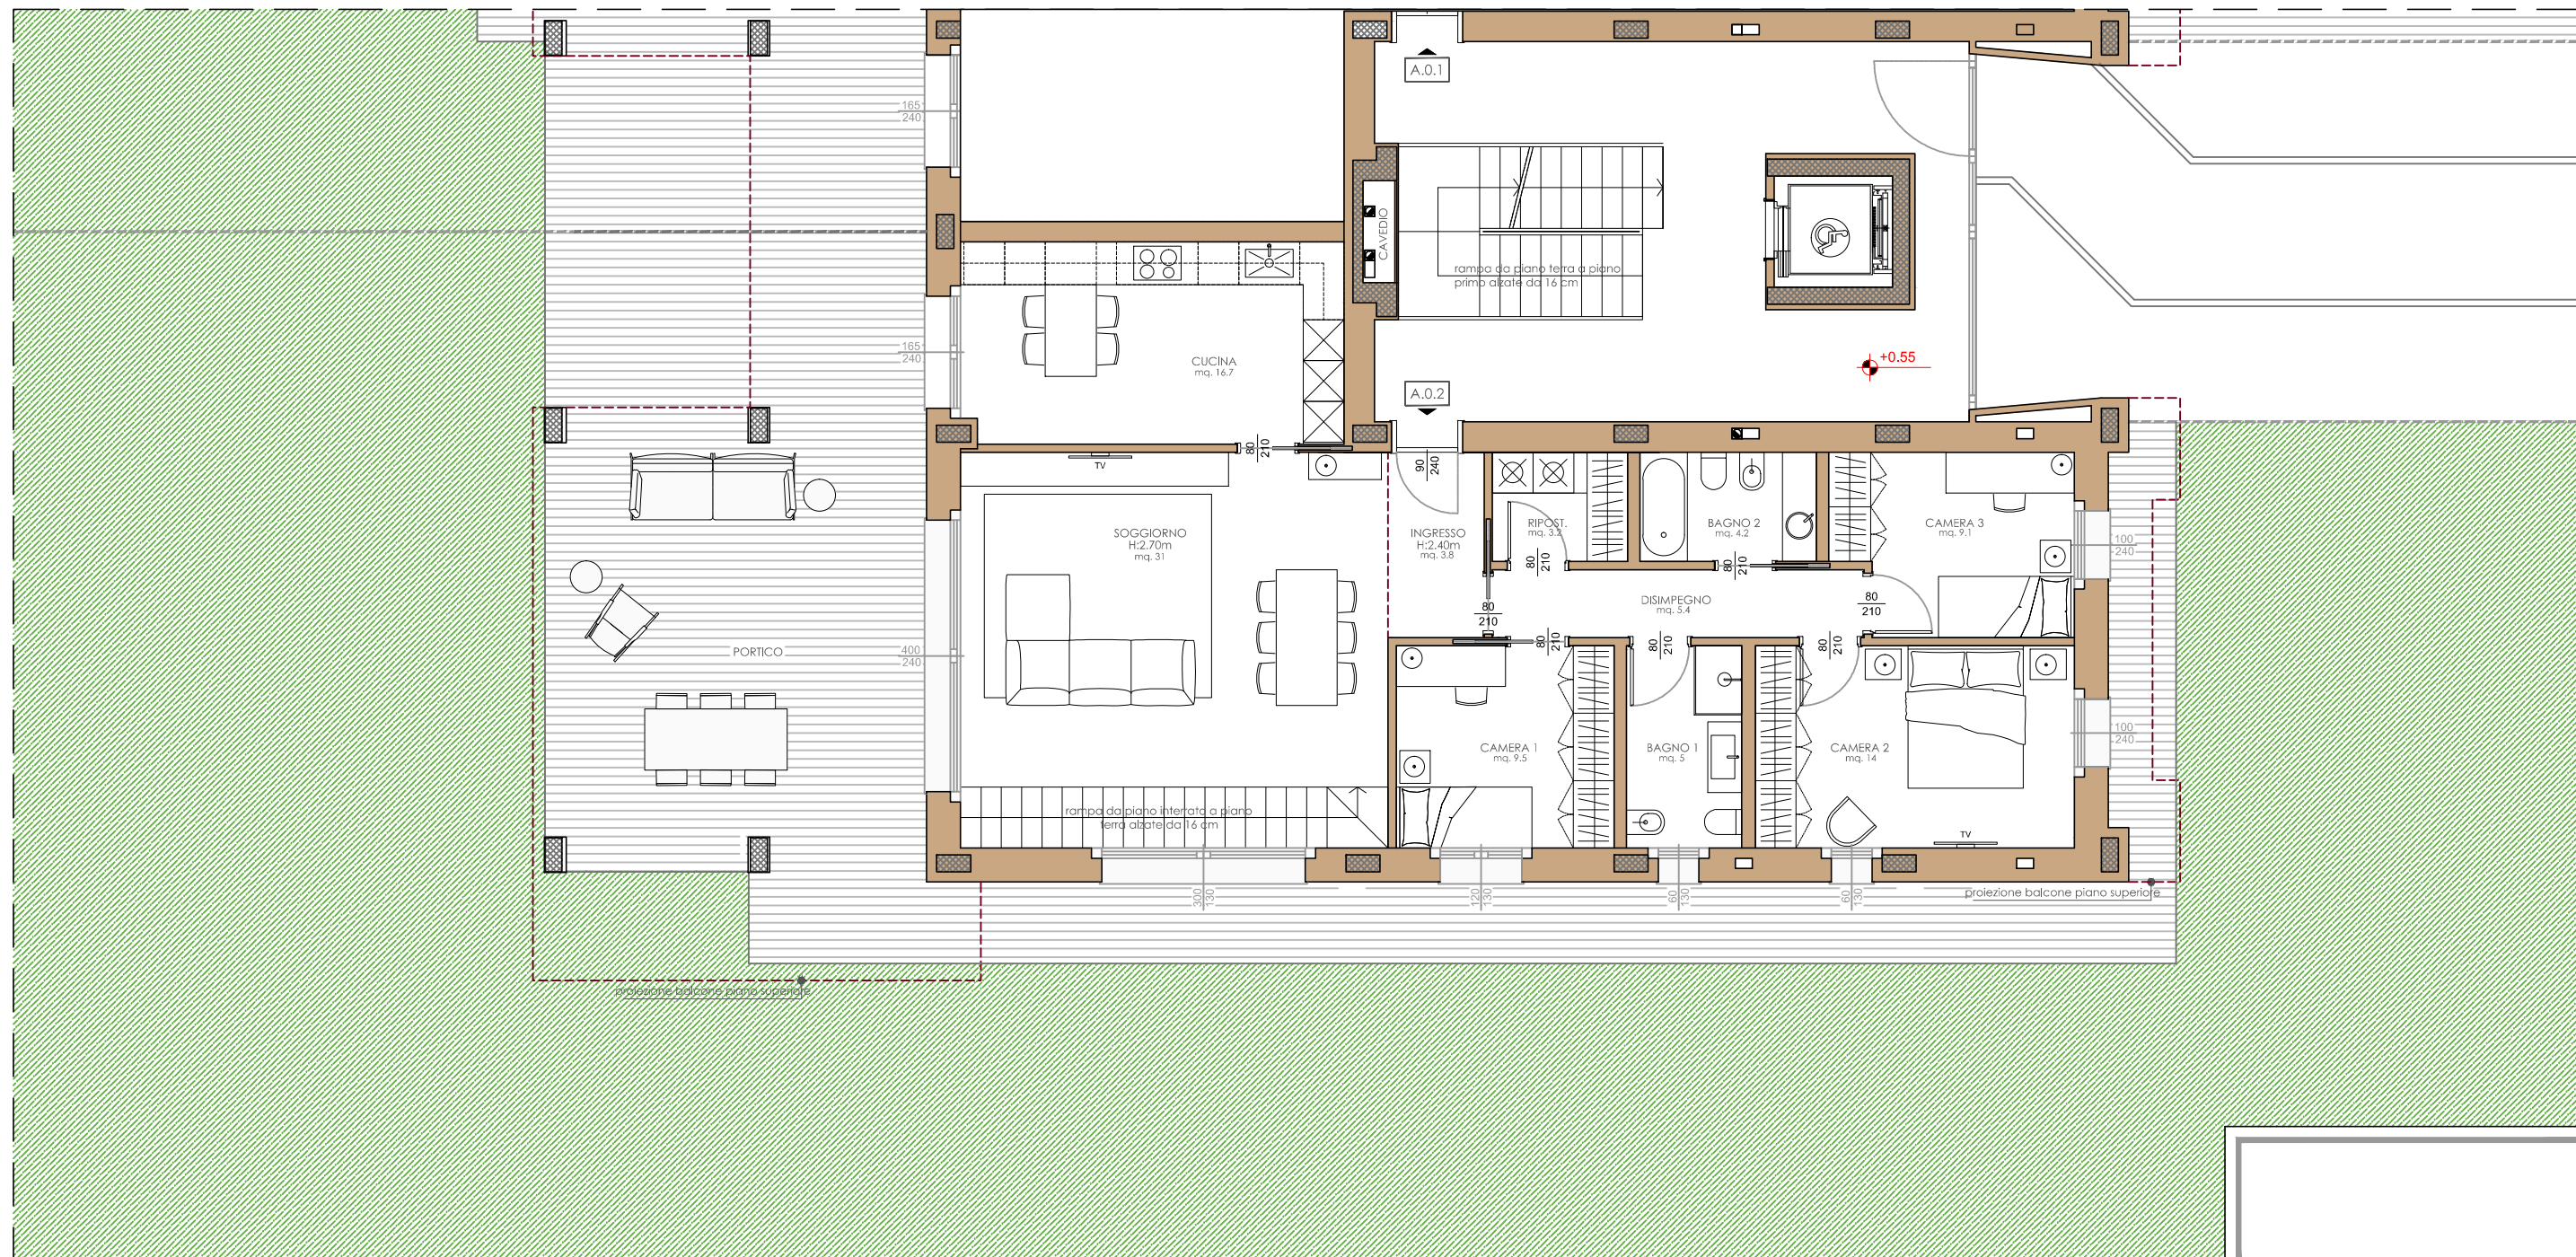 A.0.1
165
240
CAVEDIO
rampa da piano terra a piano
primo alzate da 16 cm
165
240
CUCINA
mq. 16.7
+0.55
A.0.2
80
210
90
240
TV
SOGGIORNO
H:2.70m
mq. 31
INGRESSO
H:2.40m
mq. 3.8
RIPOST.
mq. 3.2
BAGNO 2
mq. 4.2
CAMERA 3
mq. 9.1
100
240
80
210
80
210
80
210
DISIMPEGNO
mq. 5.4
80
210
PORTICO
400
240
80
210
80
210
80
210
CAMERA 1
mq. 9.5
BAGNO 1
mq. 5
CAMERA 2
mq. 14
100
240
rampa da piano interrato a piano
terra alzate da 16 cm
TV
300
130
120
130
60
130
60
130
proiezione balcone piano superiore
proiezione balcone piano superiore